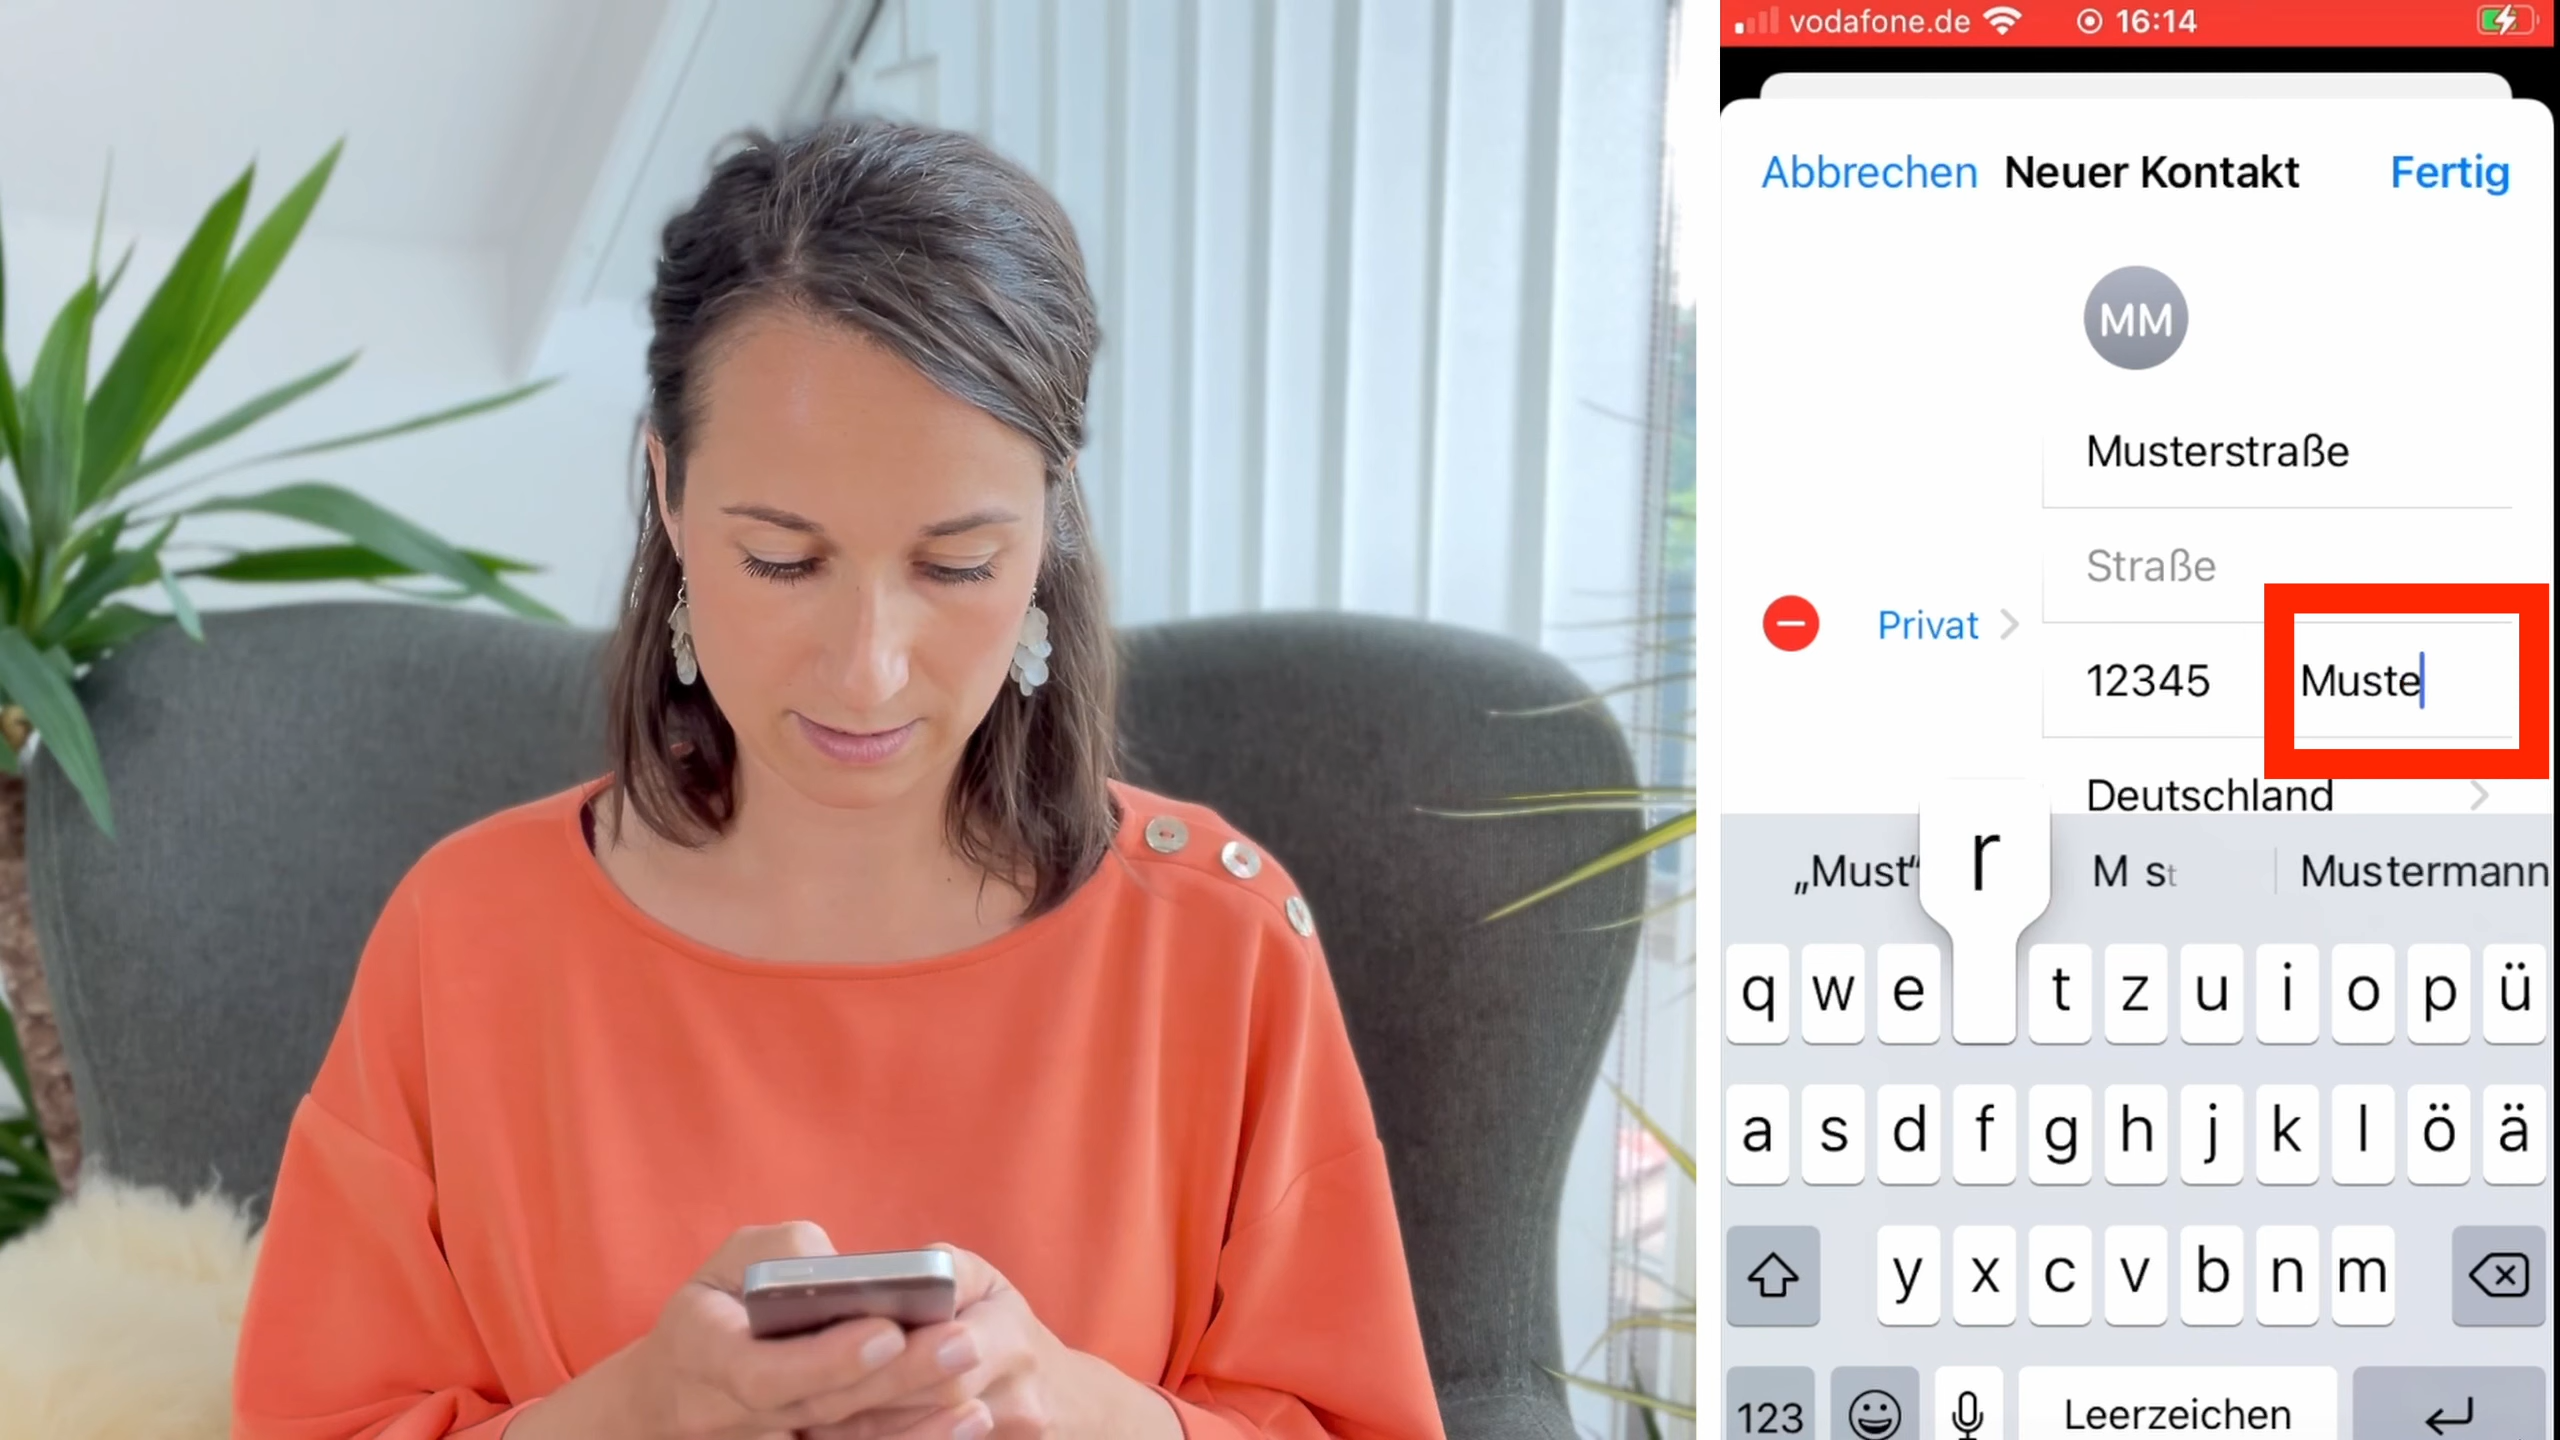 vodafone.de 16:14
Abbrechen Neuer Kontakt Fertig
MM
Musterstraße
Straße
Privat
12345 Muste
Deutschland
„Must“ r M st Mustermann
q w e t z u i o p ü
a s d f g h j k l ö ä
y x c v b n m
123 Leerzeichen